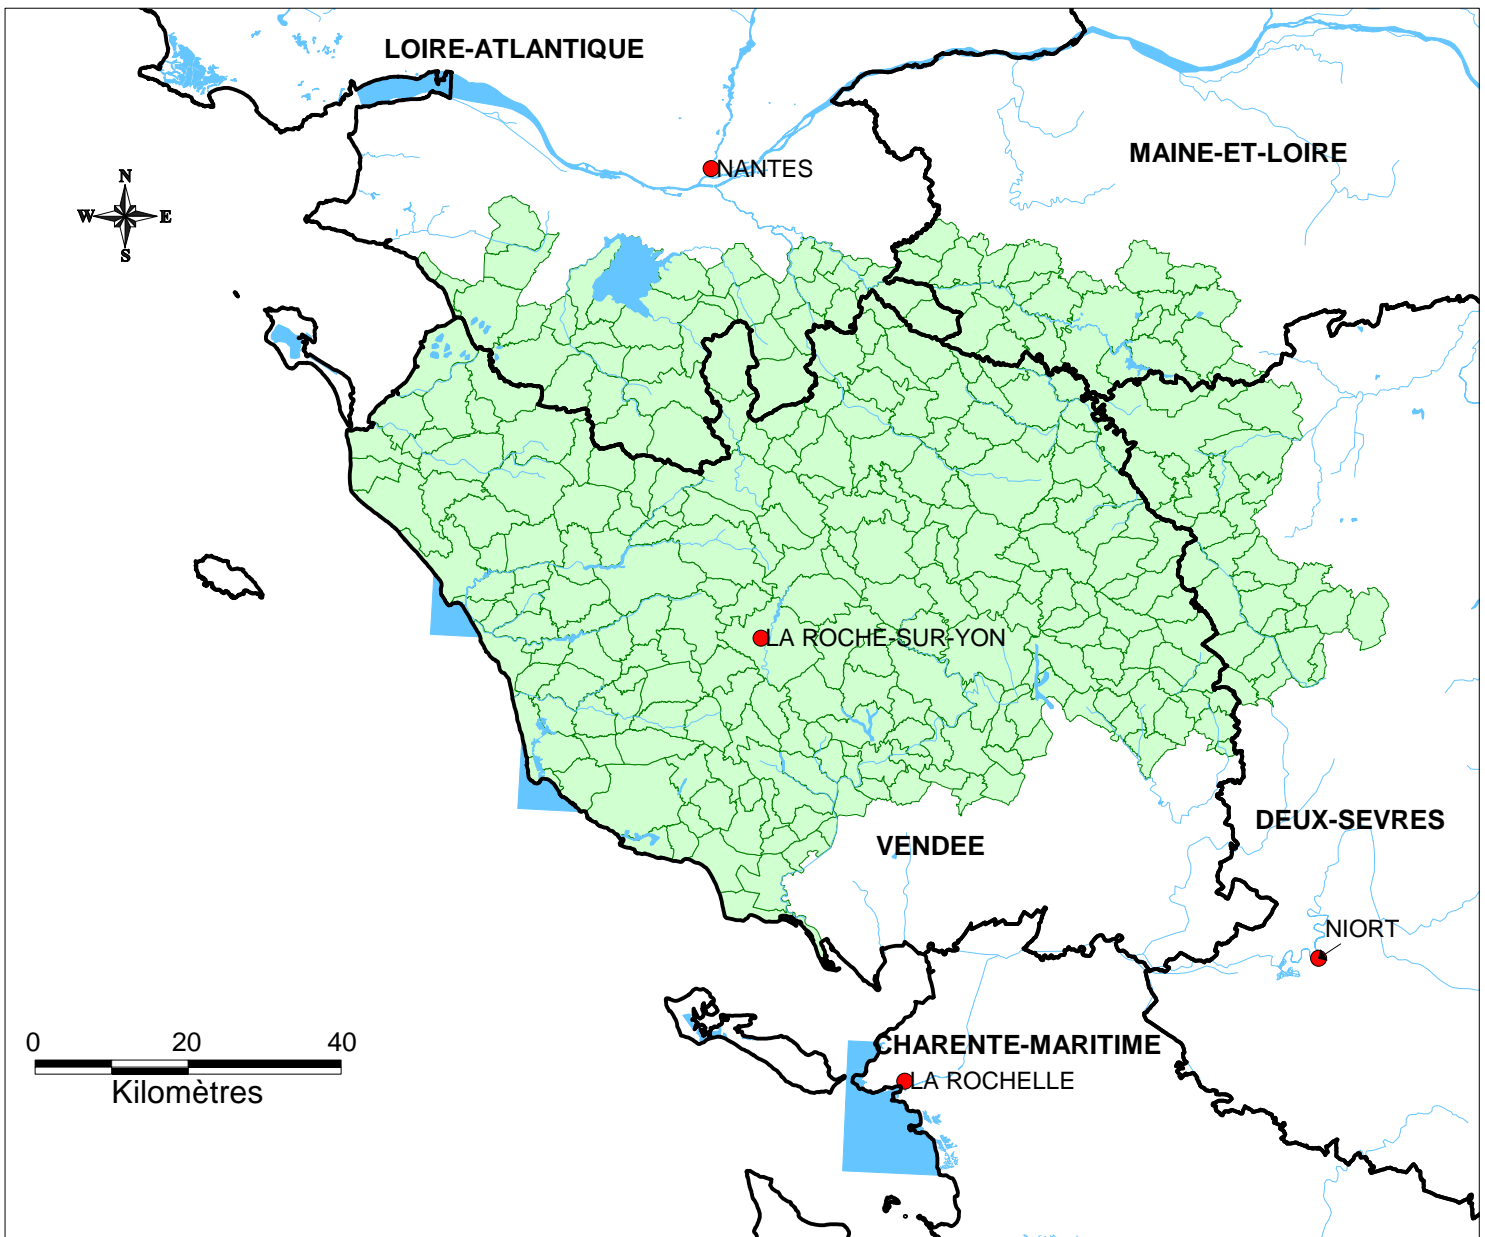 LOIRE-ATLANTIQUE
MAINE-ET-LOIRE
NANTES
N
W E
S
LA ROCHE-SUR-YON
DEUX-SEVRES
VENDEE
NIORT
0 20 40
Kilomètres
CHARENTE-MARITIME
LA ROCHELLE